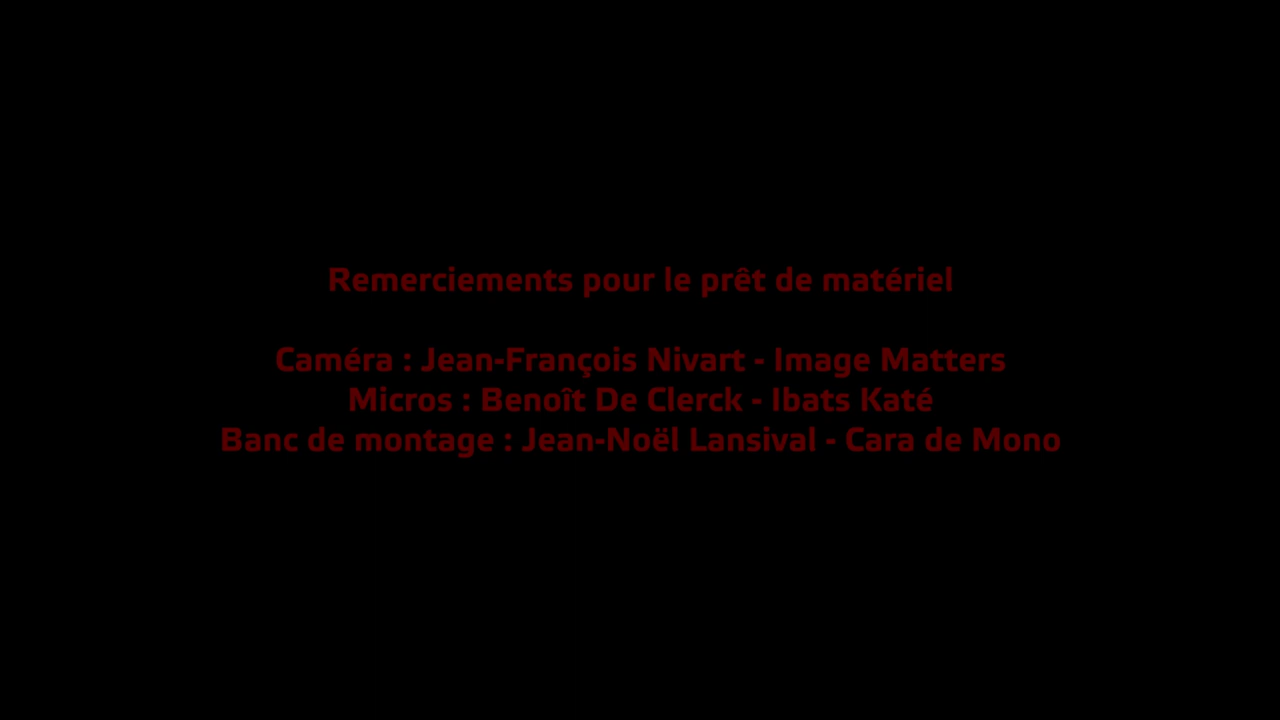 Remerciements pour le prêt de matériel
Caméra : Jean-François Nivart - Image Matters
Micros : Benoît De Clerck - Ibats Katé
Banc de montage : Jean-Noël Lansival - Cara de Mono